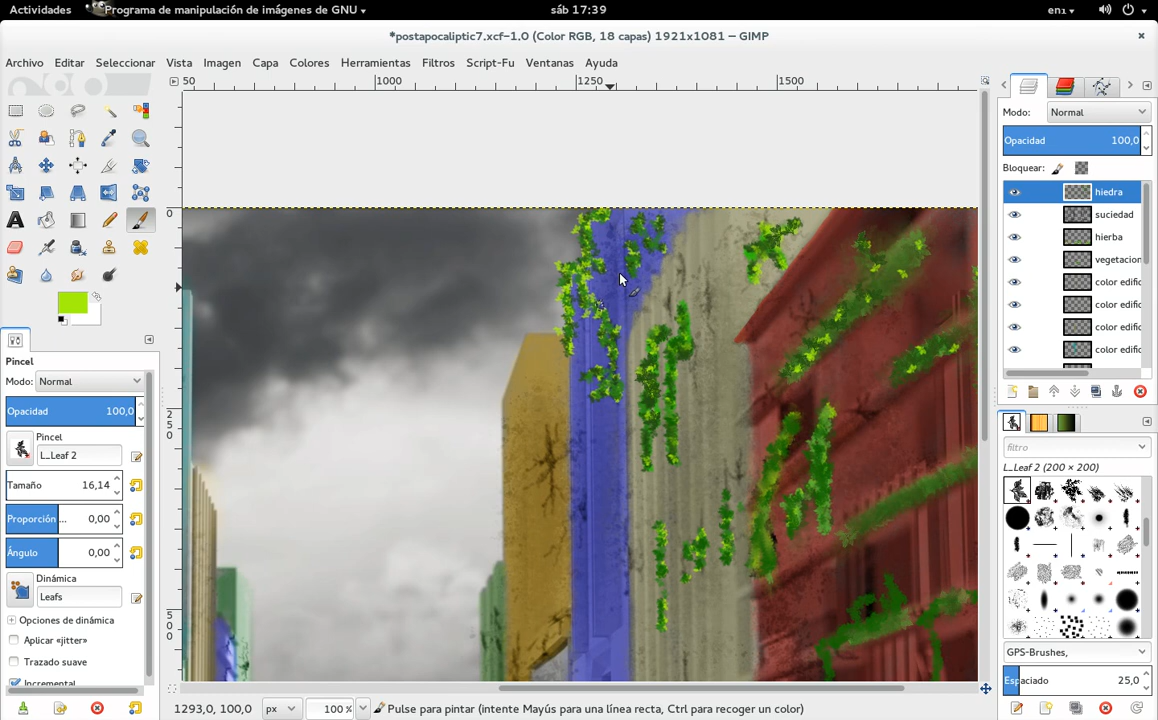 Actividades Programa de manipulación de imágenes de GNU sáb 17:39 en1
*postapocaliptic7.xcf-1.0 (Color RGB, 18 capas) 1921x1081 – GIMP
Archivo Editar Seleccionar Vista Imagen Capa Colores Herramientas Filtros Script-Fu Ventanas Ayuda
50 1000 1250 1500
0
250
500
Pincel
Modo: Normal
Opacidad 100,0
Pincel
L_Leaf 2
Tamaño 16,14
Proporción... 0,00
Ángulo 0,00
Dinámica
Leafs
Opciones de dinámica
Aplicar «jitter»
Trazado suave
Incremental
1293,0, 100,0 px 100 % Pulse para pintar (intente Mayús para una línea recta, Ctrl para recoger un color)
Modo: Normal
Opacidad 100,0
Bloquear:
hiedra
suciedad
hierba
vegetacion
color edific
color edific
color edific
color edific
filtro
L_Leaf 2 (200 × 200)
GPS-Brushes,
Espaciado 25,0